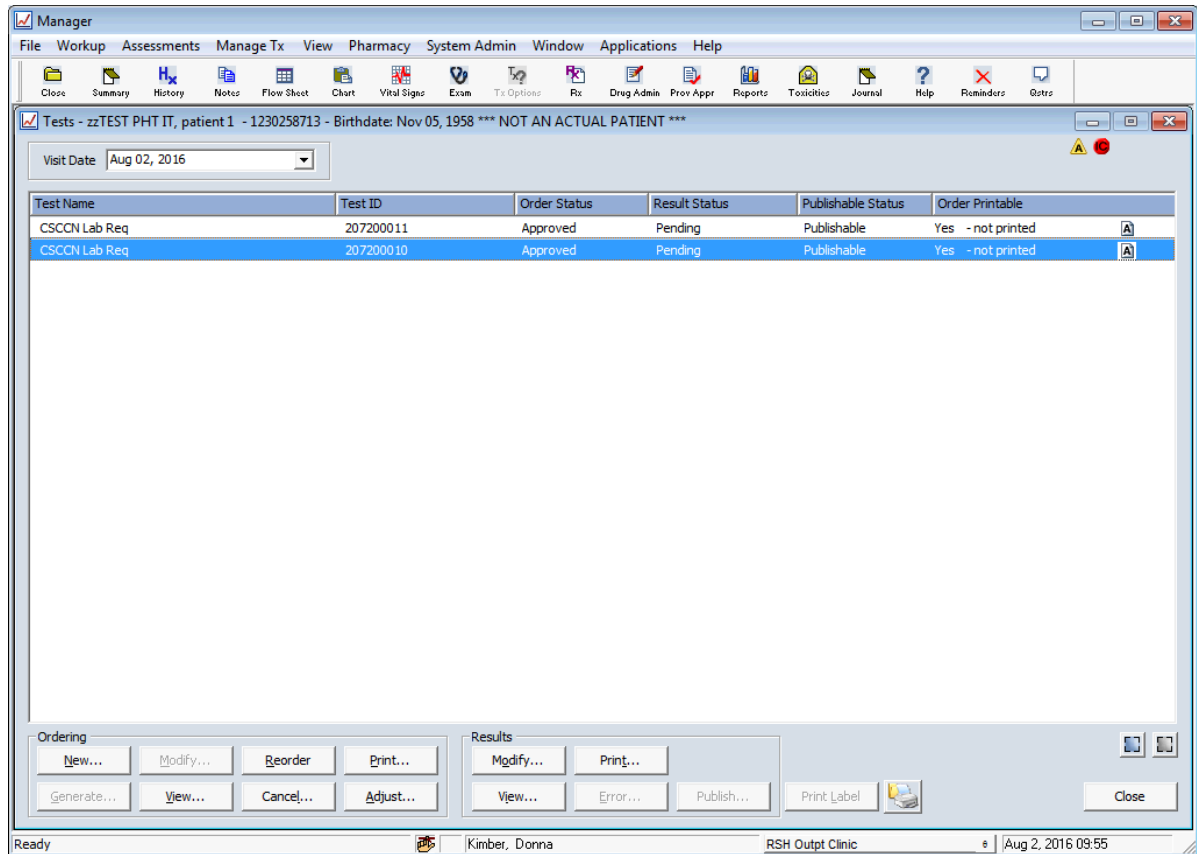 Manager
File Workup Assessments Manage Tx View Pharmacy System Admin Window Applications Help
Close Summary History Notes Flow Sheet Chart Vital Signs Exam Tx Options Rx Drug Admin Prov Appr Reports Toxicities Journal Help Reminders Qstrs
Tests - zzTEST PHT IT, patient 1 - 1230258713 - Birthdate: Nov 05, 1958 *** NOT AN ACTUAL PATIENT ***
Visit Date Aug 02, 2016
Test Name Test ID Order Status Result Status Publishable Status Order Printable
CSCCN Lab Req 207200011 Approved Pending Publishable Yes - not printed A
CSCCN Lab Req 207200010 Approved Pending Publishable Yes - not printed A
Ordering Results
New... Modify... Reorder Print... Modify... Print...
Generate... View... Cancel... Adjust... View... Error... Publish... Print Label Close
Ready Kimber, Donna RSH Outpt Clinic Aug 2, 2016 09:55